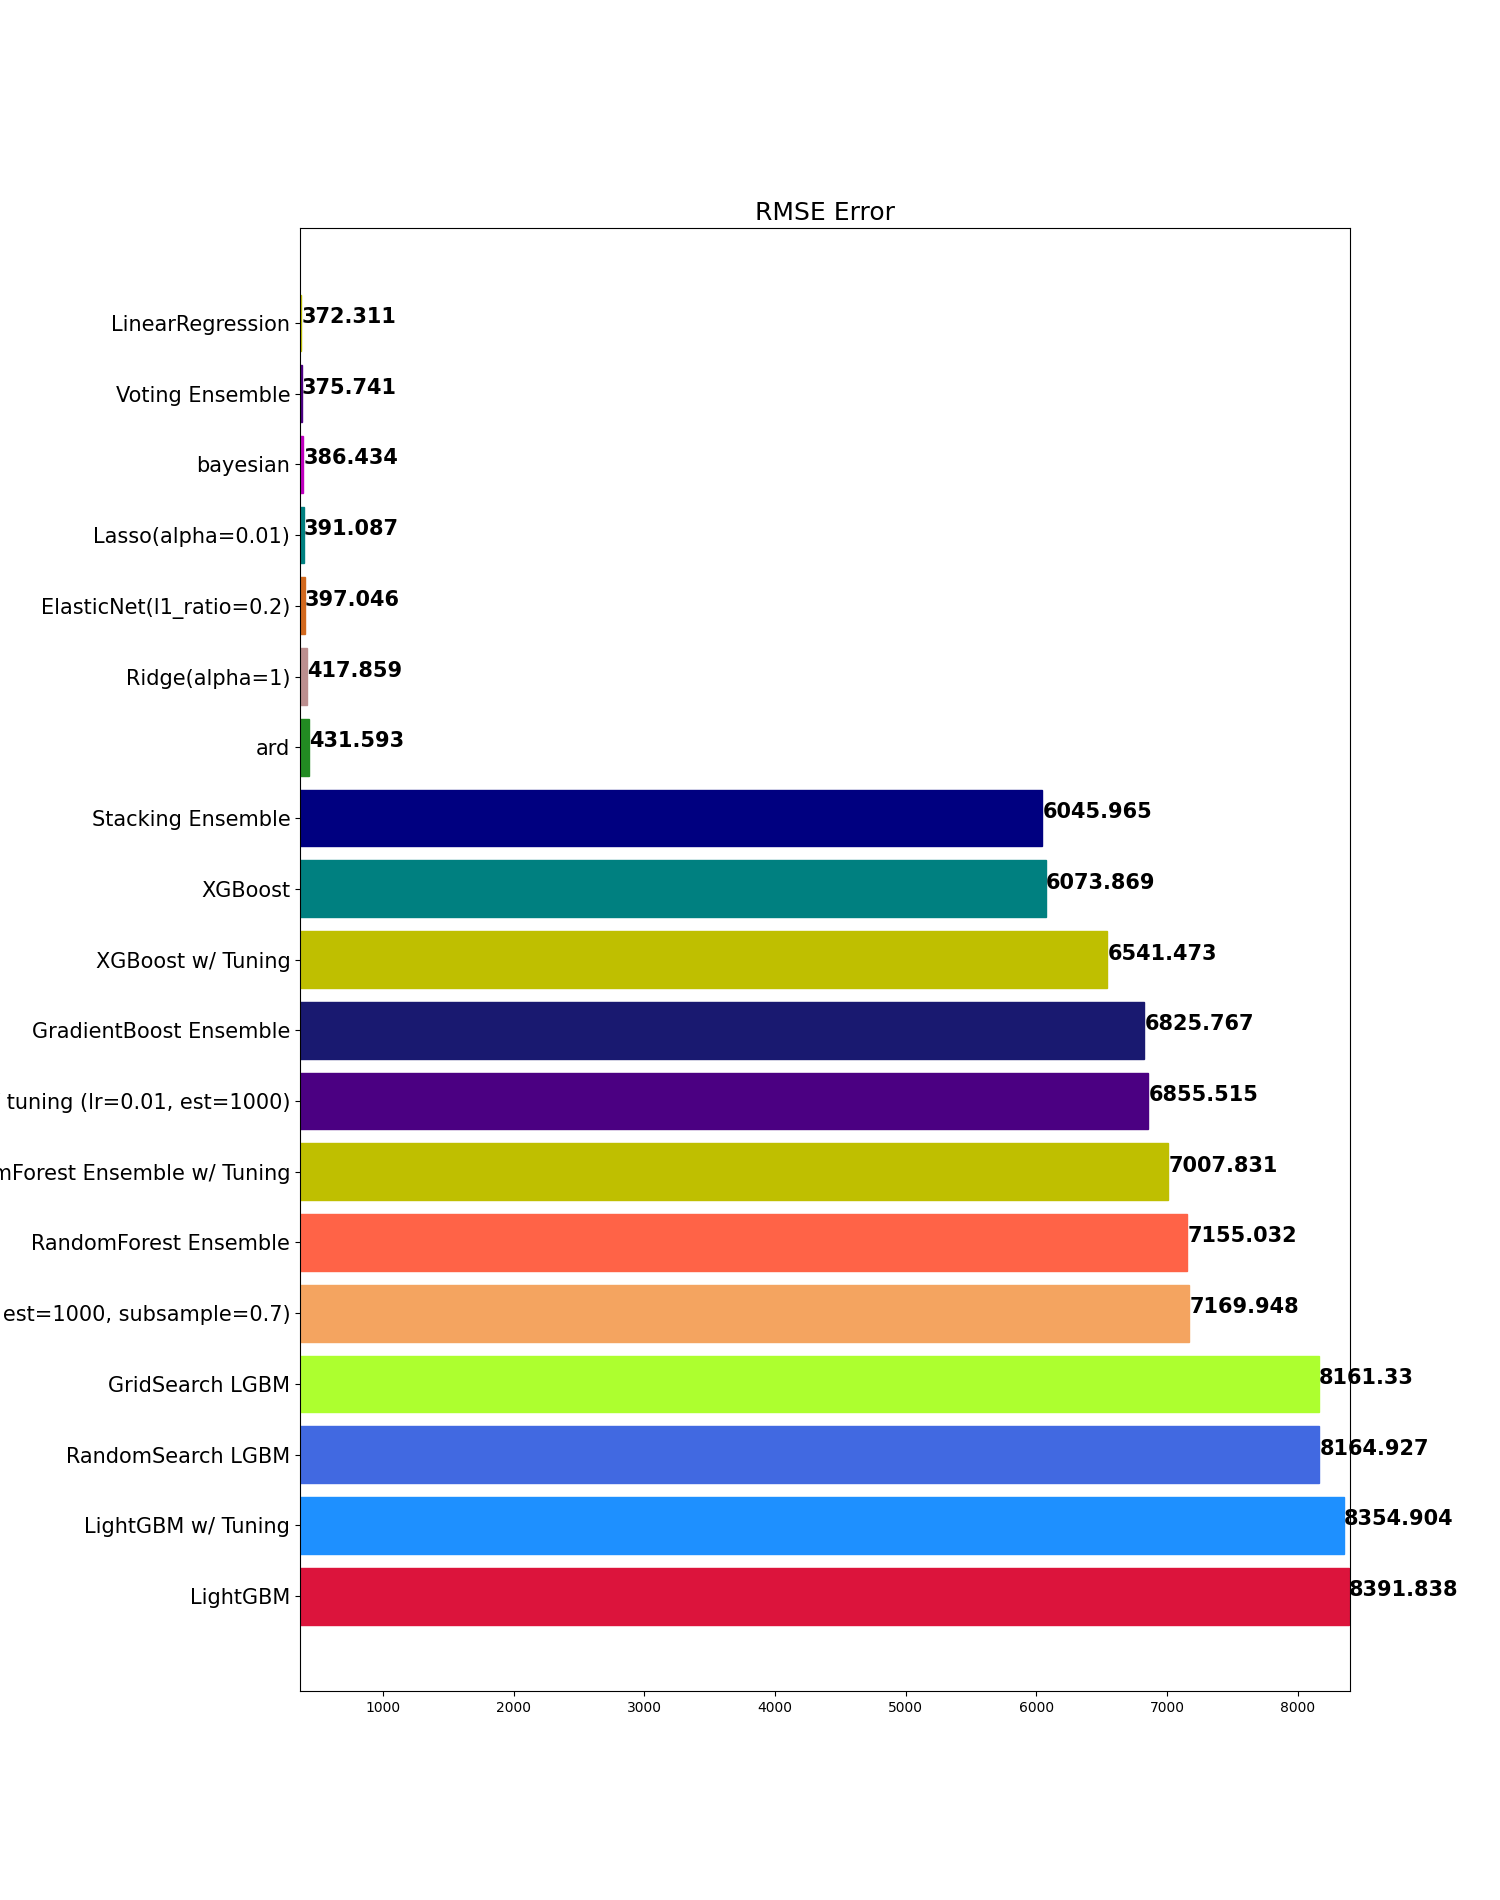 RMSE Error
LinearRegression 372.311
Voting Ensemble 375.741
bayesian 386.434
Lasso(alpha=0.01) 391.087
ElasticNet(l1_ratio=0.2) 397.046
Ridge(alpha=1) 417.859
ard 431.593
Stacking Ensemble 6045.965
XGBoost 6073.869
XGBoost w/ Tuning 6541.473
GradientBoost Ensemble 6825.767
tuning (lr=0.01, est=1000) 6855.515
mForest Ensemble w/ Tuning 7007.831
RandomForest Ensemble 7155.032
est=1000, subsample=0.7) 7169.948
GridSearch LGBM 8161.33
RandomSearch LGBM 8164.927
LightGBM w/ Tuning 8354.904
LightGBM 8391.838
1000 2000 3000 4000 5000 6000 7000 8000